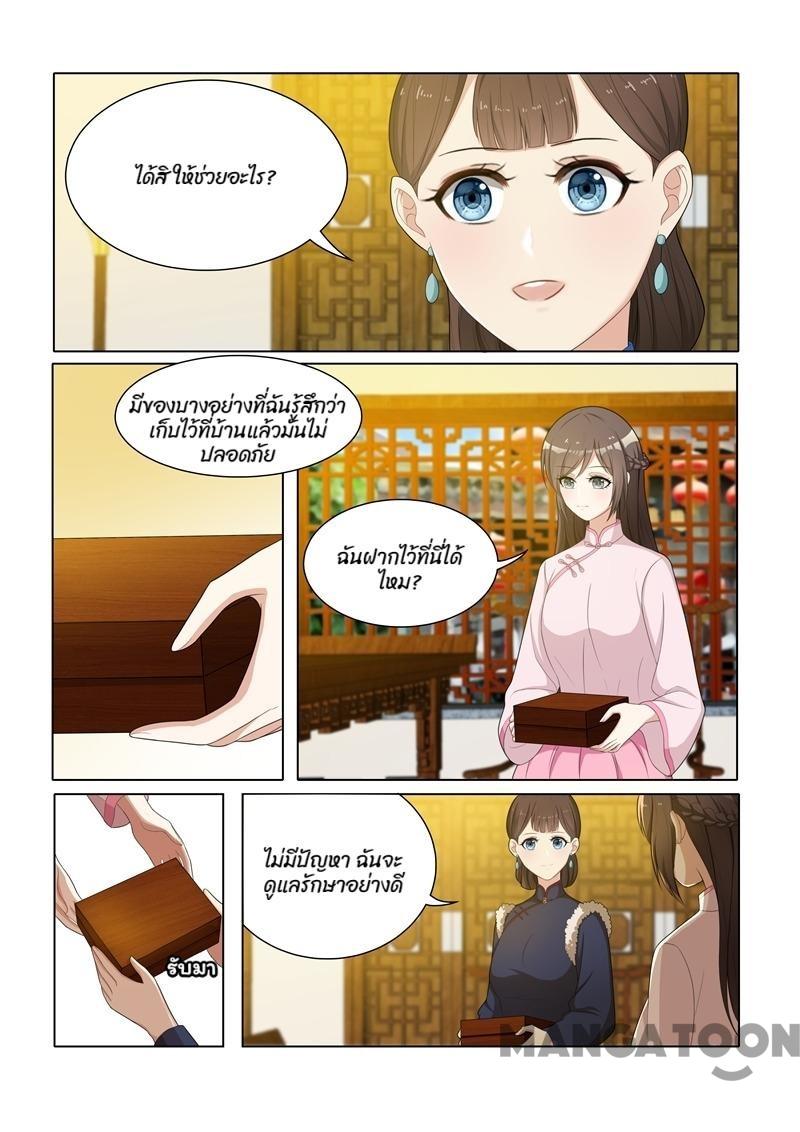 ได้สิ ให้ช่วยอะไร?
มีของบางอย่างที่ฉันรู้สึกว่า
เก็บไว้ที่บ้านแล้วมันไม่
ปลอดภัย
ฉันฝากไว้ที่นี่ได้
ไหม?
รับมา
ไม่มีปัญหา ฉันจะ
ดูแลรักษาอย่างดี
MANGATOON